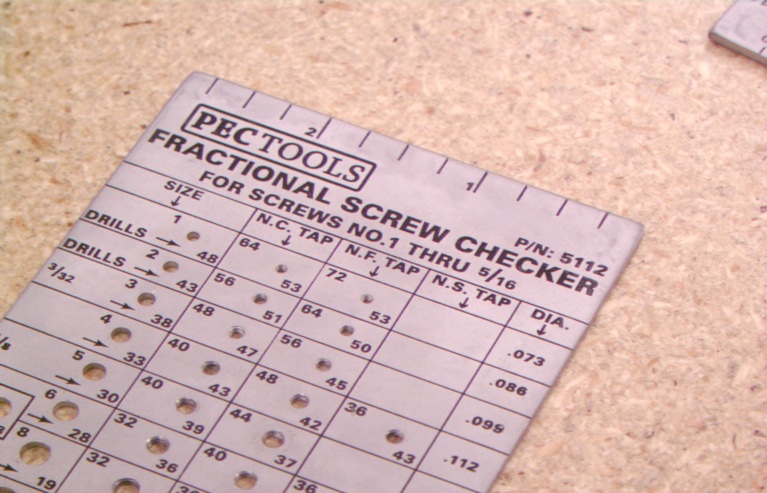 2 1
PEC TOOLS
FRACTIONAL SCREW CHECKER
P/N: 5112
FOR SCREWS NO.1 THRU 5/16
SIZE N.C. TAP N.F. TAP N.S. TAP DIA.
DRILLS 1 48 64 53 72 53 .073
DRILLS 2 43 56 51 64 50 .086
3/32 3 38 48 47 56 45 .099
4 33 40 43 48 42 36 43 .112
5 30 40 39 44 37
6 28 32 36 40
8 19 32 36